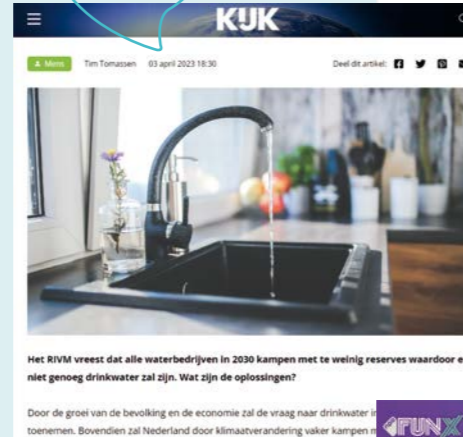 KIJK
Mens Tim Tomassen 03 april 2023 18:30 Deel dit artikel:
Het RIVM vreest dat alle waterbedrijven in 2030 kampen met te weinig reserves waardoor
niet genoeg drinkwater zal zijn. Wat zijn de oplossingen?
Door de groei van de bevolking en de economie zal de vraag naar drinkwater
toenemen. Bovendien zal Nederland door klimaatverandering vaker kampen
FUNX